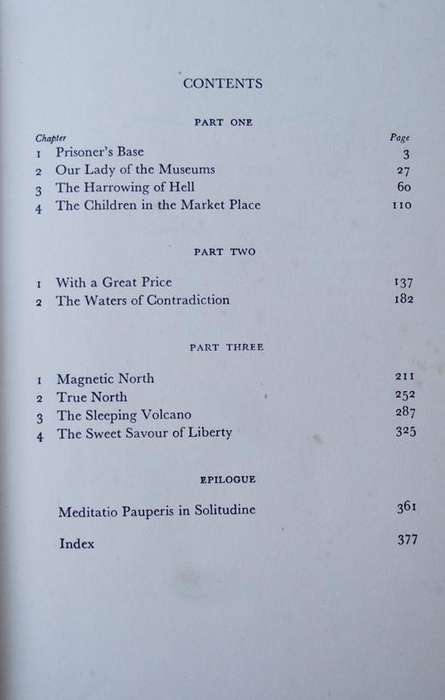 CONTENTS
PART ONE
Chapter Page
1 Prisoner's Base 3
2 Our Lady of the Museums 27
3 The Harrowing of Hell 60
4 The Children in the Market Place 110
PART TWO
1 With a Great Price 137
2 The Waters of Contradiction 182
PART THREE
1 Magnetic North 211
2 True North 252
3 The Sleeping Volcano 287
4 The Sweet Savour of Liberty 325
EPILOGUE
Meditatio Pauperis in Solitudine 361
Index 377